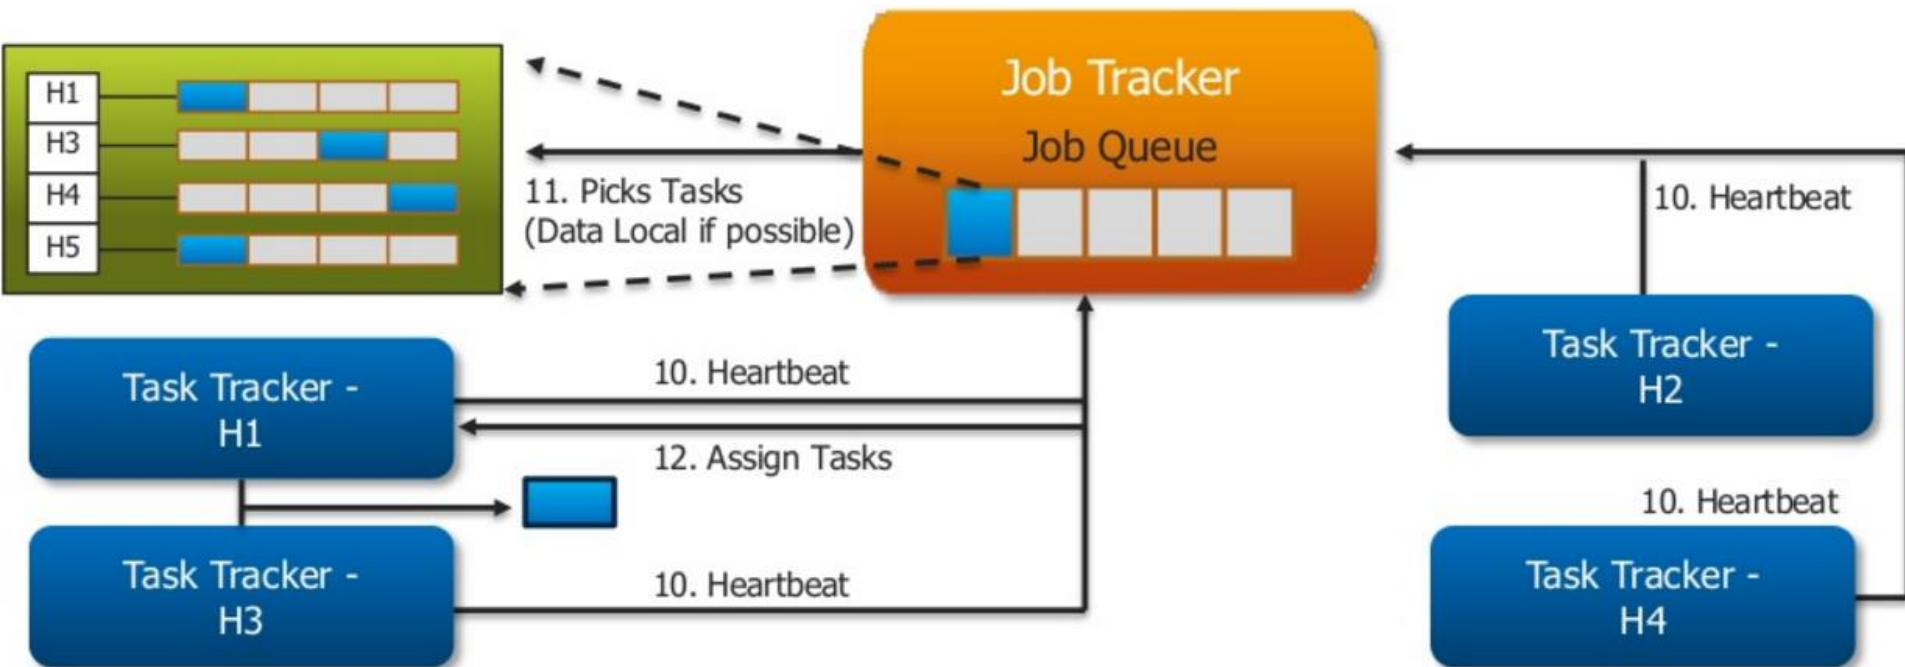 H1
H3
H4
H5
11. Picks Tasks
(Data Local if possible)
Job Tracker
Job Queue
10. Heartbeat
Task Tracker -
H2
10. Heartbeat
Task Tracker -
H4
Task Tracker -
H1
10. Heartbeat
12. Assign Tasks
Task Tracker -
H3
10. Heartbeat